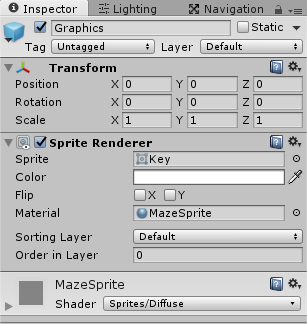 Inspector Lighting Navigation
Graphics Static
Tag Untagged Layer Default
Transform
Position X 0 Y 0 Z 0
Rotation X 0 Y 0 Z 0
Scale X 1 Y 1 Z 1
Sprite Renderer
Sprite Key
Color
Flip X Y
Material MazeSprite
Sorting Layer Default
Order in Layer 0
MazeSprite
Shader Sprites/Diffuse